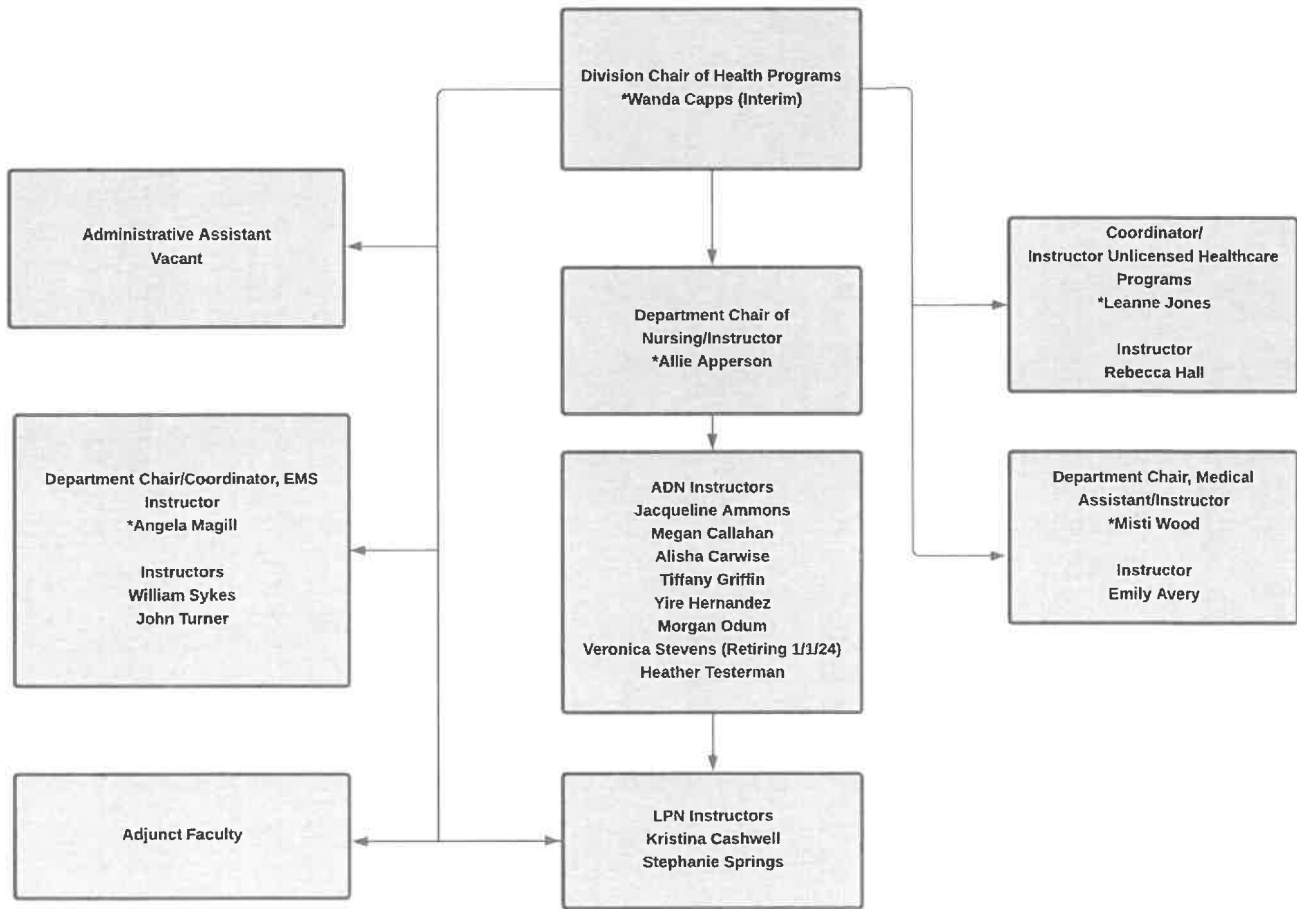 Division Chair of Health Programs
*Wanda Capps (Interim)
Administrative Assistant
Vacant
Coordinator/
Instructor Unlicensed Healthcare
Programs
*Leanne Jones
Instructor
Rebecca Hall
Department Chair of
Nursing/Instructor
*Allie Apperson
Department Chair/Coordinator, EMS
Instructor
*Angela Magill
Instructors
William Sykes
John Turner
ADN Instructors
Jacqueline Ammons
Megan Callahan
Alisha Carwise
Tiffany Griffin
Yire Hernandez
Morgan Odum
Veronica Stevens (Retiring 1/1/24)
Heather Testerman
Department Chair, Medical
Assistant/Instructor
*Misti Wood
Instructor
Emily Avery
Adjunct Faculty
LPN Instructors
Kristina Cashwell
Stephanie Springs